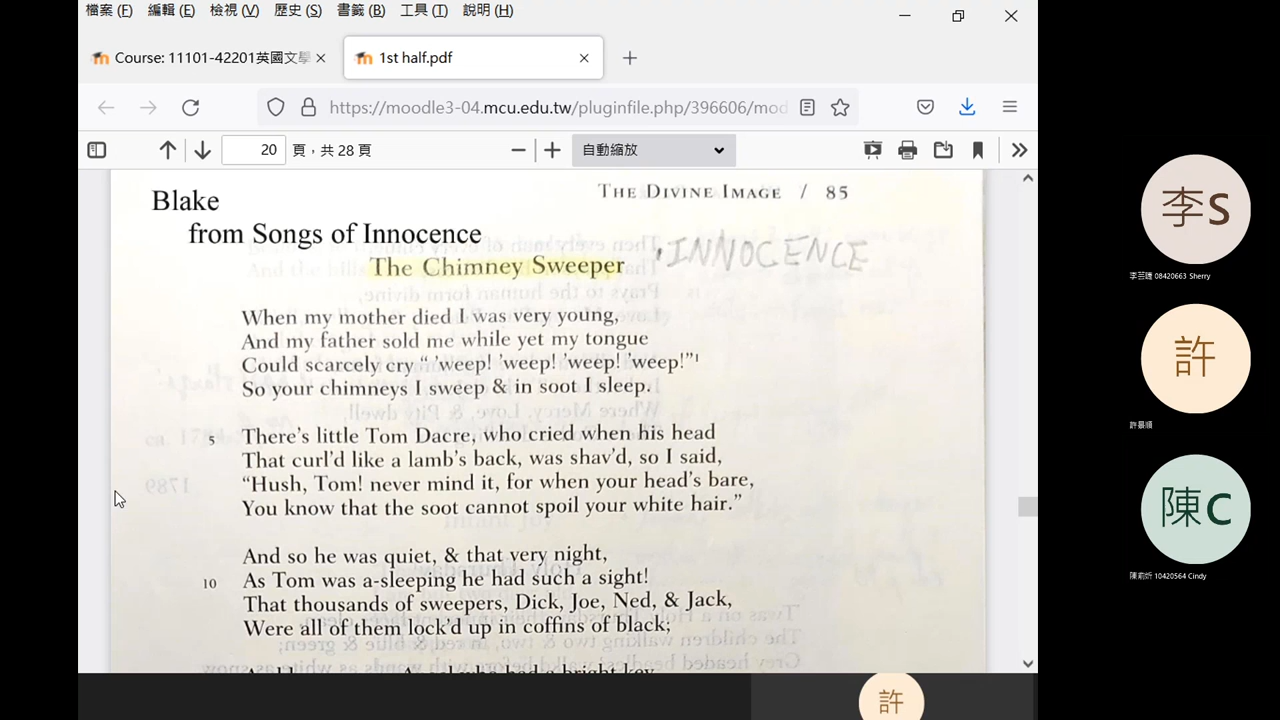 檔案 (F) 編輯 (E) 檢視 (V) 歷史 (S) 書籤 (B) 工具 (T) 說明 (H)
Course: 11101-42201英國文學
1st half.pdf
https://moodle3-04.mcu.edu.tw/pluginfile.php/396606/mod
20 頁，共 28 頁
自動縮放
THE DIVINE IMAGE / 85
Blake
from Songs of Innocence
The Chimney Sweeper
INNOCENCE
When my mother died I was very young,
And my father sold me while yet my tongue
Could scarcely cry “ ’weep! ’weep! ’weep! ’weep!”1
So your chimneys I sweep & in soot I sleep.
5 There’s little Tom Dacre, who cried when his head
That curl’d like a lamb’s back, was shav’d, so I said,
“Hush, Tom! never mind it, for when your head’s bare,
You know that the soot cannot spoil your white hair.”
And so he was quiet, & that very night,
10 As Tom was a-sleeping he had such a sight!
That thousands of sweepers, Dick, Joe, Ned, & Jack,
Were all of them lock’d up in coffins of black;
李S
08420663 Sherry
許
許
陳C
10420564 Cindy